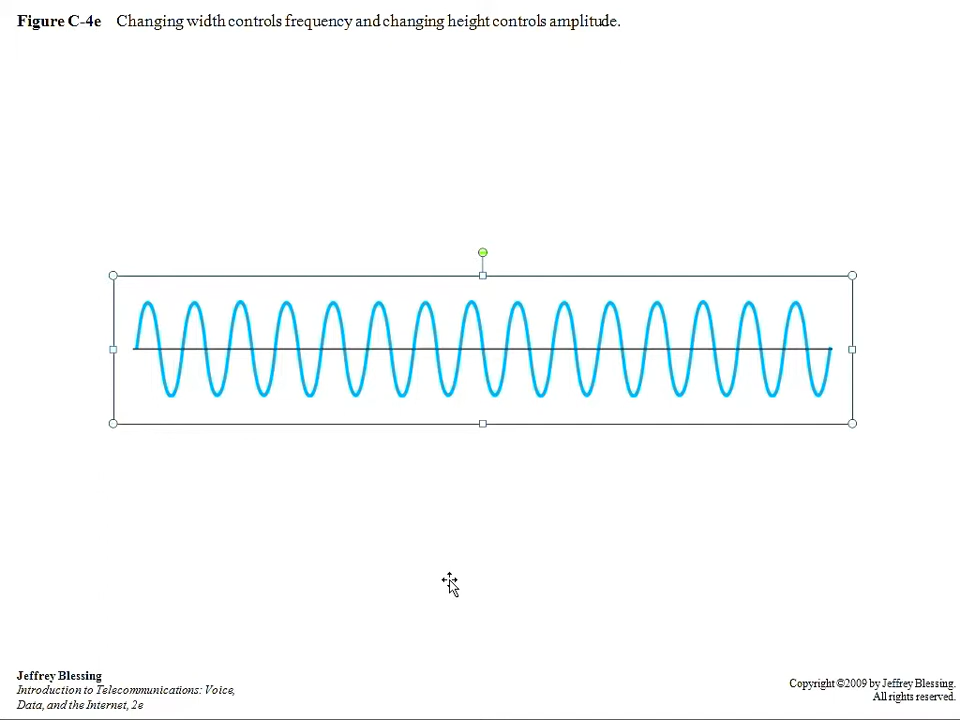 Figure C-4e Changing width controls frequency and changing height controls amplitude.
Jeffrey Blessing
Introduction to Telecommunications: Voice,
Data, and the Internet, 2e
Copyright ©2009 by Jeffrey Blessing.
All rights reserved.